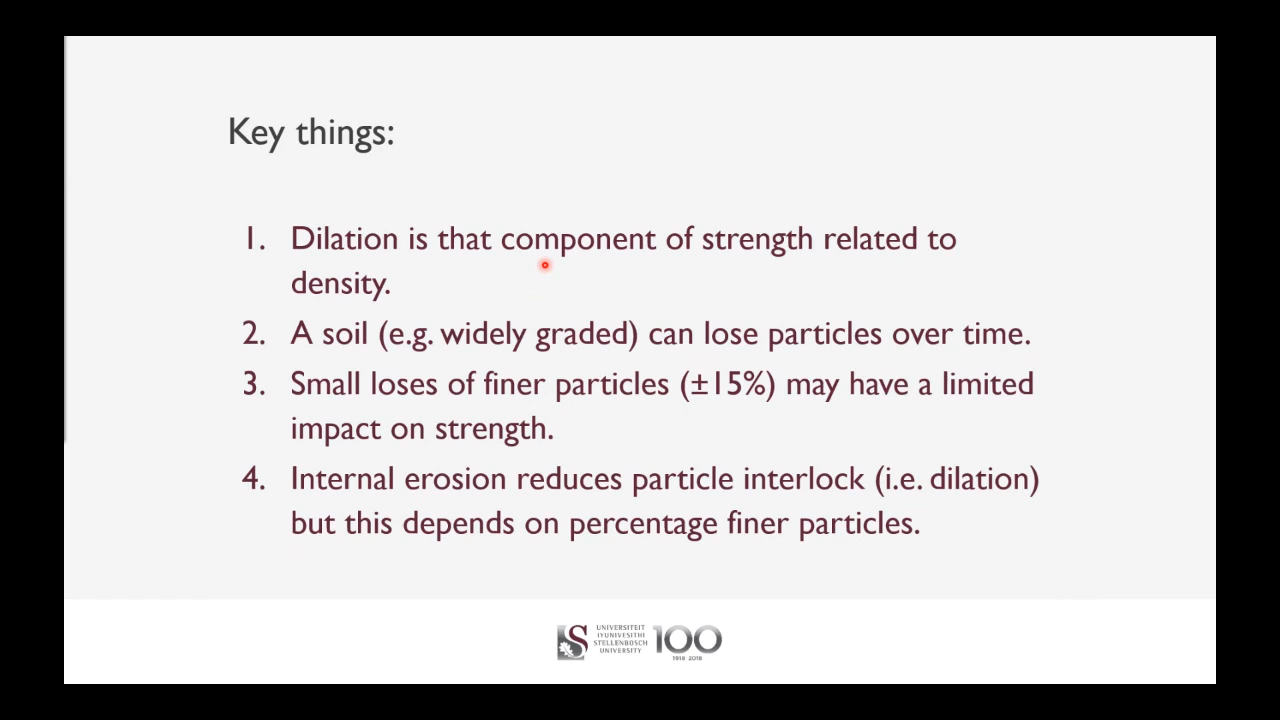 Key things:
1. Dilation is that component of strength related to
density.
2. A soil (e.g. widely graded) can lose particles over time.
3. Small loses of finer particles (±15%) may have a limited
impact on strength.
4. Internal erosion reduces particle interlock (i.e. dilation)
but this depends on percentage finer particles.
UNIVERSITEIT
IYUNIVESITHI
STELLENBOSCH
UNIVERSITY
100
1918 2018